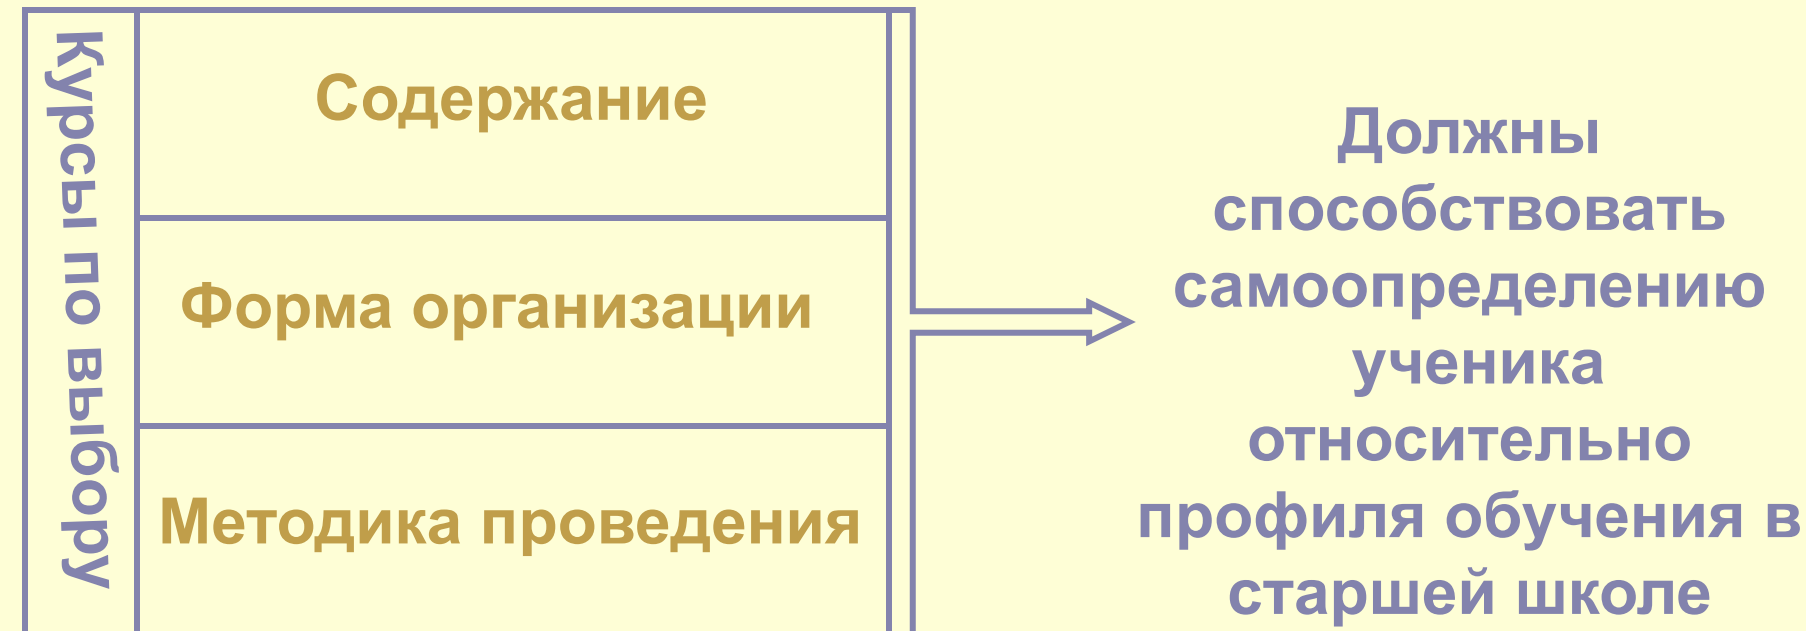 Курсы по выбору
Содержание
Форма организации
Методика проведения
Должны
способствовать
самоопределению
ученика
относительно
профиля обучения в
старшей школе